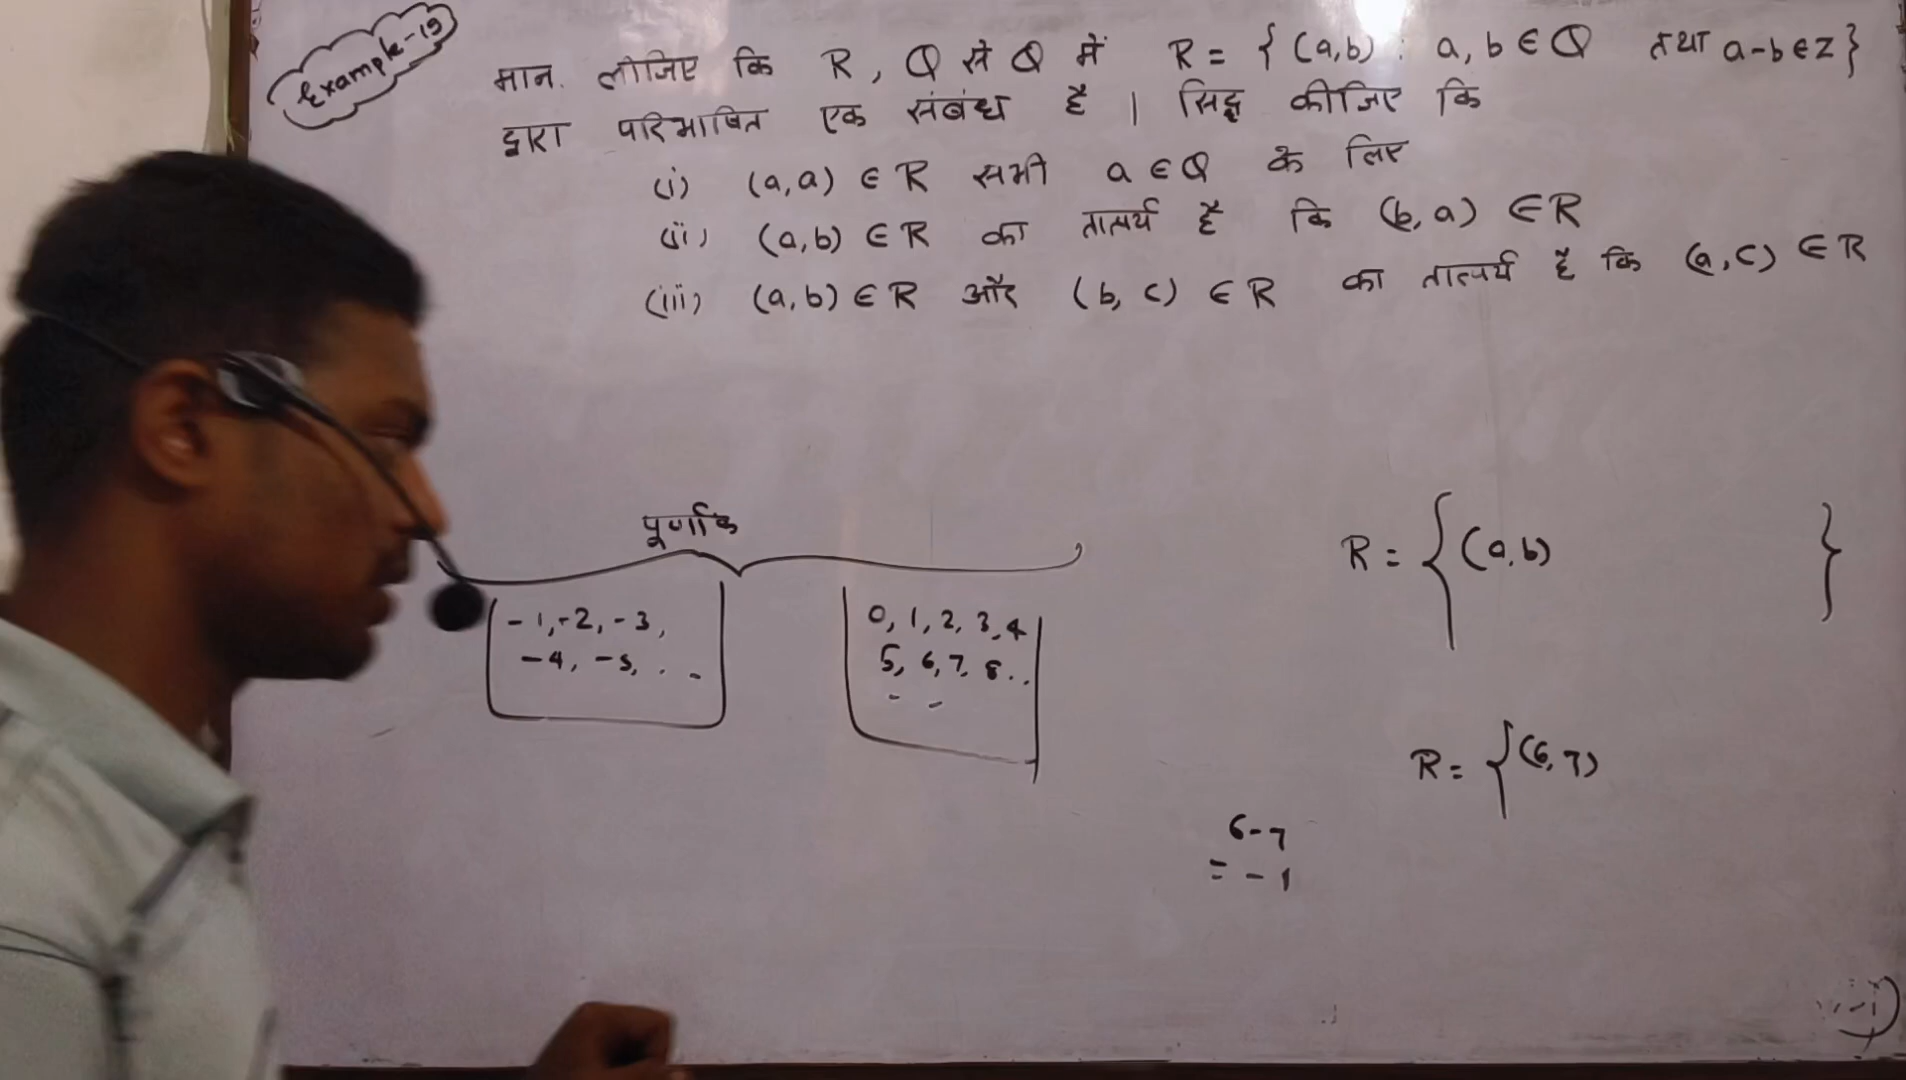 Example-19
मान लीजिए कि R, Q से Q में R = { (a,b) : a, b ∈ Q तथा a-b ∈ Z }
द्वारा परिभाषित एक संबंध है । सिद्ध कीजिए कि
(i) (a,a) ∈ R सभी a ∈ Q के लिए
(ii) (a,b) ∈ R का तात्पर्य है कि (b,a) ∈ R
(iii) (a,b) ∈ R और (b, c) ∈ R का तात्पर्य है कि (a,c) ∈ R
पूर्णांक
-1,-2,-3,
-4, -5, . -
0, 1, 2, 3, 4
5, 6, 7, 8 ..
- -
R = { (a,b) }
R = { (6,7)
6-7
= -1